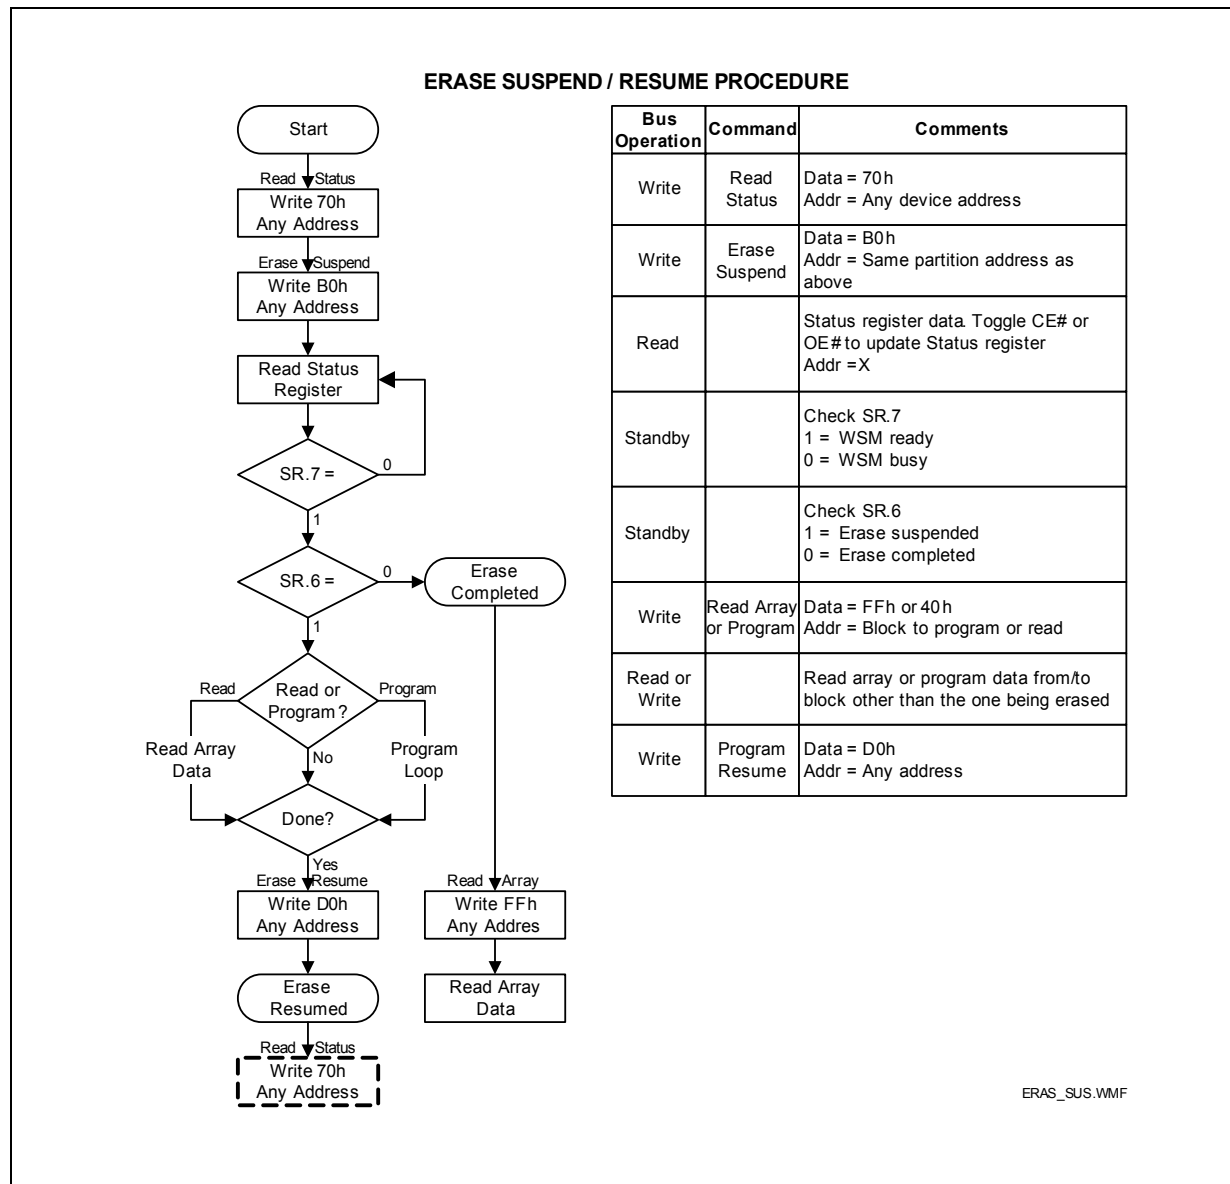 ERASE SUSPEND / RESUME PROCEDURE
Start
Read Status
Write 70h
Any Address
Erase Suspend
Write B0h
Any Address
Read Status
Register
SR.7 =
0
1
SR.6 =
0
Erase
Completed
1
Read
Read or
Program?
Program
Read Array
Data
No
Program
Loop
Done?
Yes
Erase Resume
Write D0h
Any Address
Read Array
Write FFh
Any Addres
Erase
Resumed
Read Array
Data
Read Status
Write 70h
Any Address
Bus
Operation
Command
Comments
Write
Read
Status
Data = 70h
Addr = Any device address
Write
Erase
Suspend
Data = B0h
Addr = Same partition address as
above
Read
Status register data. Toggle CE# or
OE# to update Status register
Addr =X
Standby
Check SR.7
1 = WSM ready
0 = WSM busy
Standby
Check SR.6
1 = Erase suspended
0 = Erase completed
Write
Read Array
or Program
Data = FFh or 40h
Addr = Block to program or read
Read or
Write
Read array or program data from/to
block other than the one being erased
Write
Program
Resume
Data = D0h
Addr = Any address
ERAS_SUS.WMF